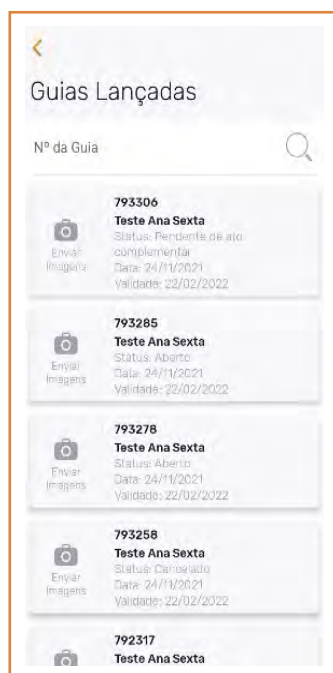 Guias Lançadas
Nº da Guia
793306
Teste Ana Sexta
Status: Pendente de ato
complementar
Data: 24/11/2021
Validade: 22/02/2022
Enviar
Imagens
793285
Teste Ana Sexta
Status: Aberto
Data: 24/11/2021
Validade: 22/02/2022
Enviar
Imagens
793278
Teste Ana Sexta
Status: Aberto
Data: 24/11/2021
Validade: 22/02/2022
Enviar
Imagens
793258
Teste Ana Sexta
Status: Cancelado
Data: 24/11/2021
Validade: 22/02/2022
Enviar
Imagens
792317
Teste Ana Sexta